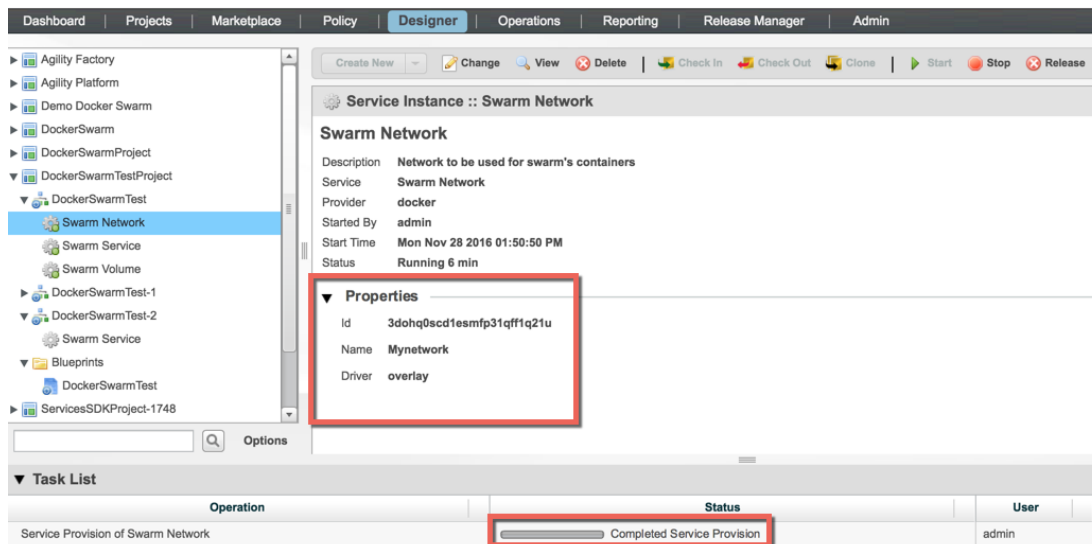 Dashboard Projects Marketplace Policy Designer Operations Reporting Release Manager Admin
Create New Change View Delete Check In Check Out Clone Start Stop Release
Agility Factory
Agility Platform
Demo Docker Swarm
DockerSwarm
DockerSwarmProject
DockerSwarmTestProject
DockerSwarmTest
Swarm Network
Swarm Service
Swarm Volume
DockerSwarmTest-1
DockerSwarmTest-2
Swarm Service
Blueprints
DockerSwarmTest
ServicesSDKProject-1748
Options
Service Instance :: Swarm Network
Swarm Network
Description Network to be used for swarm's containers
Service Swarm Network
Provider docker
Started By admin
Start Time Mon Nov 28 2016 01:50:50 PM
Status Running 6 min
Properties
Id 3dohq0scd1esmfp31qff1q21u
Name Mynetwork
Driver overlay
Task List
Operation Status User
Service Provision of Swarm Network Completed Service Provision admin